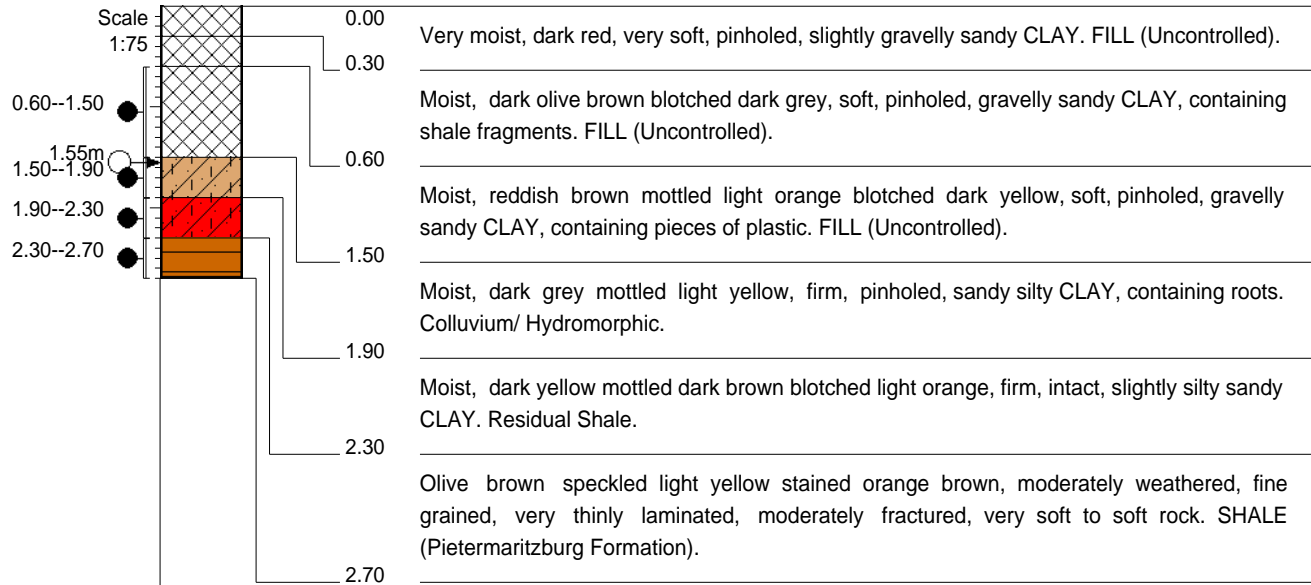 Scale
1:75
0.60--1.50
1.55m
1.50--1.90
1.90--2.30
2.30--2.70
0.00
Very moist, dark red, very soft, pinholed, slightly gravelly sandy CLAY. FILL (Uncontrolled).
0.30
Moist, dark olive brown blotched dark grey, soft, pinholed, gravelly sandy CLAY, containing
shale fragments. FILL (Uncontrolled).
0.60
Moist, reddish brown mottled light orange blotched dark yellow, soft, pinholed, gravelly
sandy CLAY, containing pieces of plastic. FILL (Uncontrolled).
1.50
Moist, dark grey mottled light yellow, firm, pinholed, sandy silty CLAY, containing roots.
Colluvium/ Hydromorphic.
1.90
Moist, dark yellow mottled dark brown blotched light orange, firm, intact, slightly silty sandy
CLAY. Residual Shale.
2.30
Olive brown speckled light yellow stained orange brown, moderately weathered, fine
grained, very thinly laminated, moderately fractured, very soft to soft rock. SHALE
(Pietermaritzburg Formation).
2.70